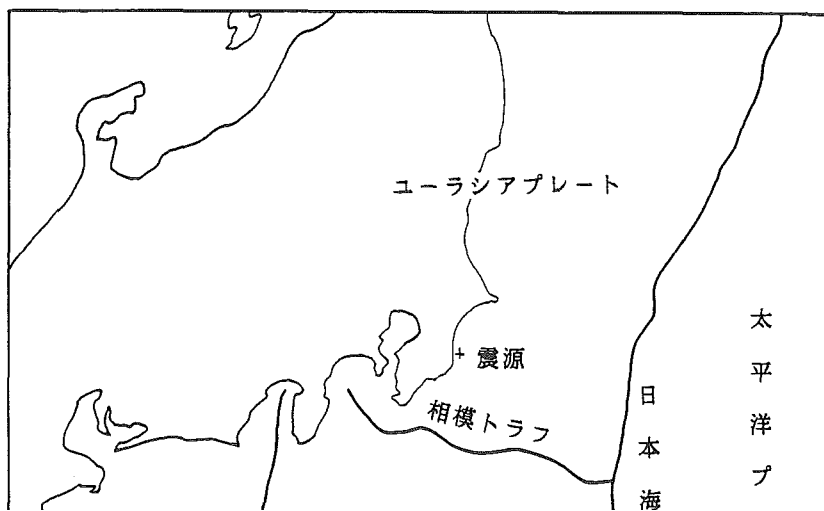 ユーラシアプレート
+ 震源
相模トラフ
日本海
太平洋プ